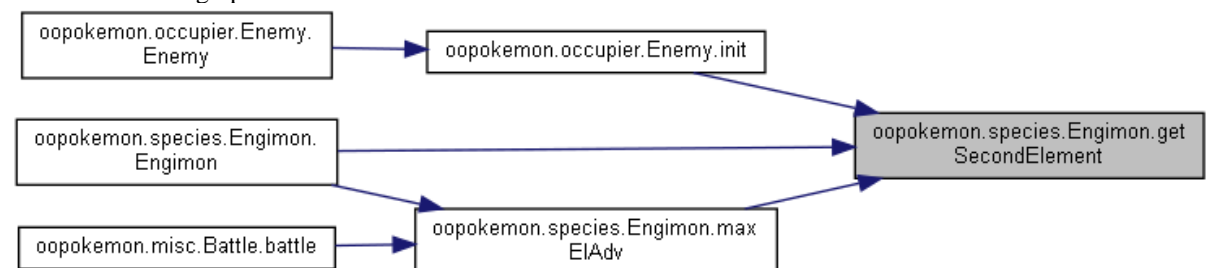 oopokemon.occupier.Enemy.
Enemy
oopokemon.occupier.Enemy.init
oopokemon.species.Engimon.get
SecondElement
oopokemon.species.Engimon.
Engimon
oopokemon.species.Engimon.max
ElAdv
oopokemon.misc.Battle.battle